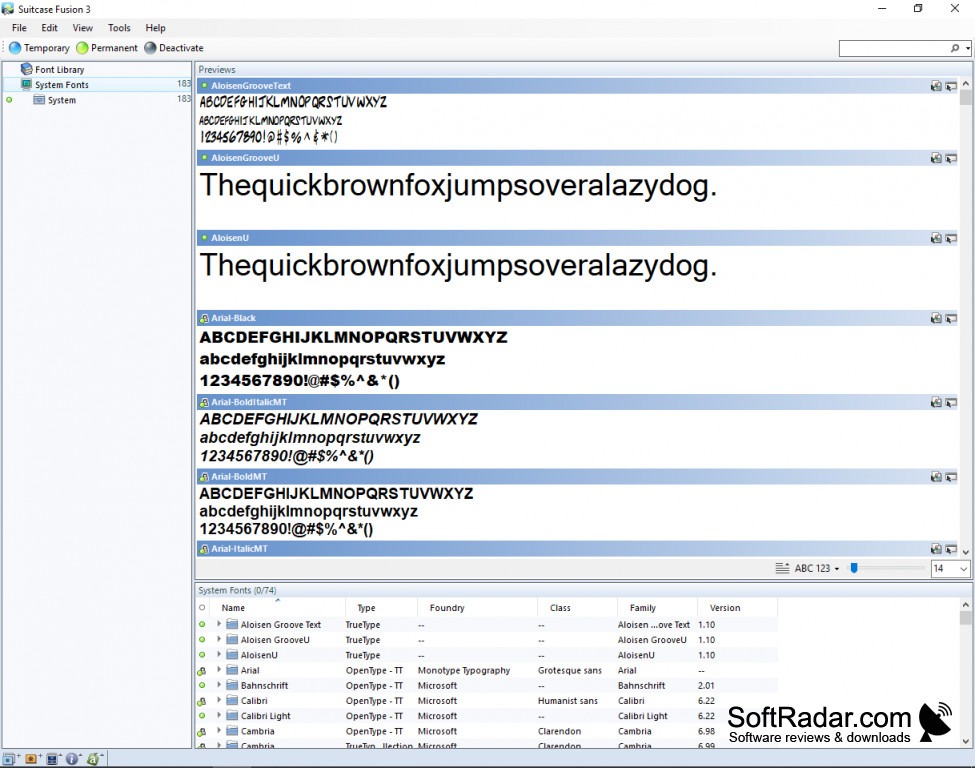 Suitcase Fusion 3
File Edit View Tools Help
Temporary Permanent Deactivate
Font Library
System Fonts 183
System 183
Previews
AloisenGrooveText
ABCDEFGHIJKLMNOPQRSTUVWXYZ
ABCDEFGHIJKLMNOPQRSTUVWXYZ
1234567890!@#$%^&*()
AloisenGrooveU
Thequickbrownfoxjumpsoveralazydog.
AloisenU
Thequickbrownfoxjumpsoveralazydog.
Arial-Black
ABCDEFGHIJKLMNOPQRSTUVWXYZ
abcdefghijklmnopqrstuvwxyz
1234567890!@#$%^&*()
Arial-BoldItalicMT
ABCDEFGHIJKLMNOPQRSTUVWXYZ
abcdefghijklmnopqrstuvwxyz
1234567890!@#$%^&*()
Arial-BoldMT
ABCDEFGHIJKLMNOPQRSTUVWXYZ
abcdefghijklmnopqrstuvwxyz
1234567890!@#$%^&*()
Arial-ItalicMT
ABC 123 14
System Fonts (0/74)
Name Type Foundry Class Family Version
Aloisen Groove Text TrueType -- -- Aloisen ...ove Text 1.10
Aloisen GrooveU TrueType -- -- Aloisen GrooveU 1.10
AloisenU TrueType -- -- AloisenU 1.10
Arial OpenType - TT Monotype Typography Grotesque sans Arial --
Bahnschrift OpenType - TT Microsoft -- Bahnschrift 2.01
Calibri OpenType - TT Microsoft Humanist sans Calibri 6.22
Calibri Light OpenType - TT Microsoft -- Calibri Light 6.22
Cambria OpenType - TT Microsoft Clarendon Cambria 6.98
Cambria TrueTyp...llection Microsoft Clarendon Cambria 6.99
SoftRadar.com
Software reviews & downloads